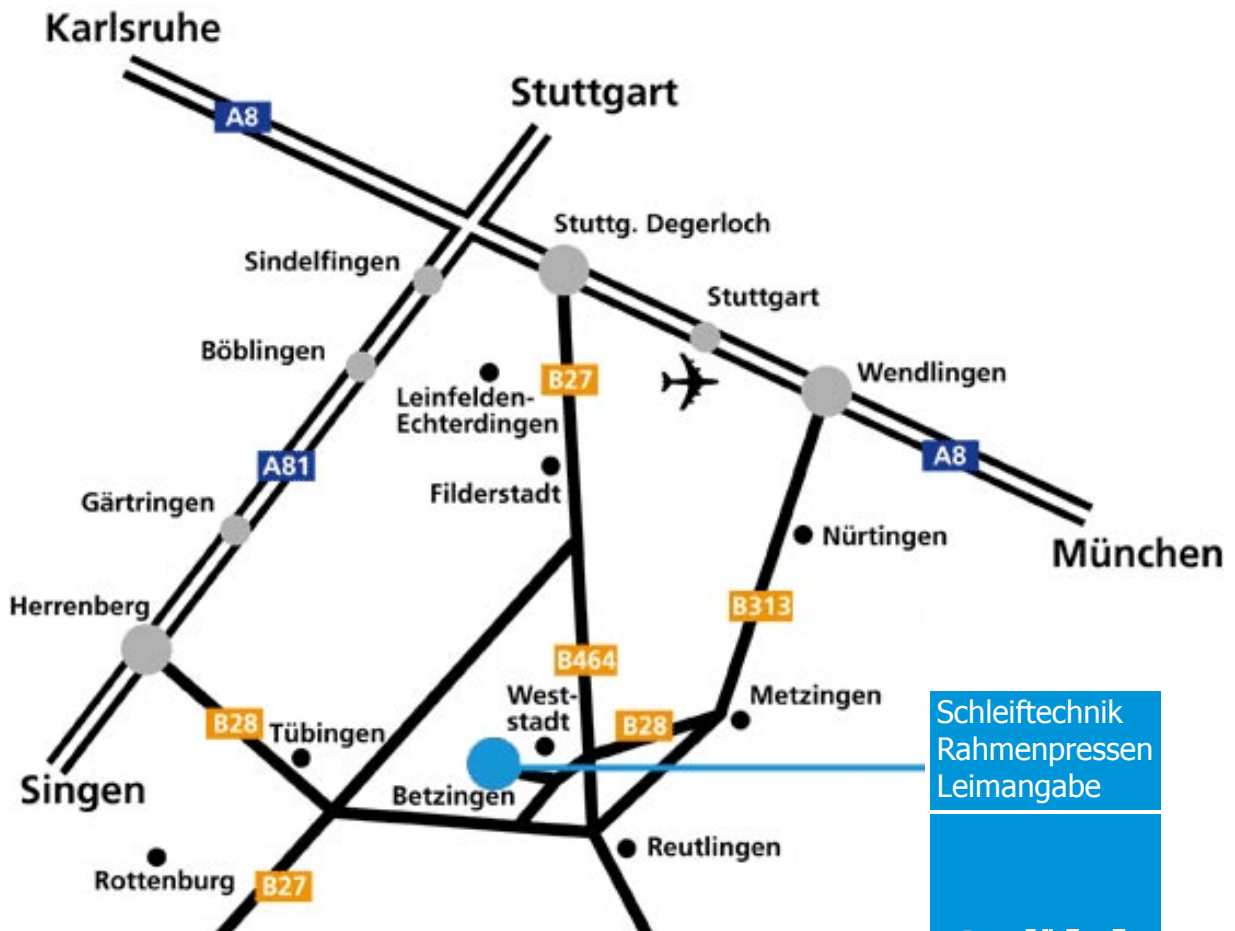 Karlsruhe
A8
Stuttgart
Stuttg. Degerloch
Sindelfingen
Stuttgart
Böblingen
Leinfelden-
Echterdingen
B27
Wendlingen
A81
A8
Filderstadt
Gärtringen
Nürtingen
München
Herrenberg
B313
B464
West-
stadt
Metzingen
B28
B28
Tübingen
Singen
Betzingen
Schleiftechnik
Rahmenpressen
Leimangabe
Reutlingen
Rottenburg
B27